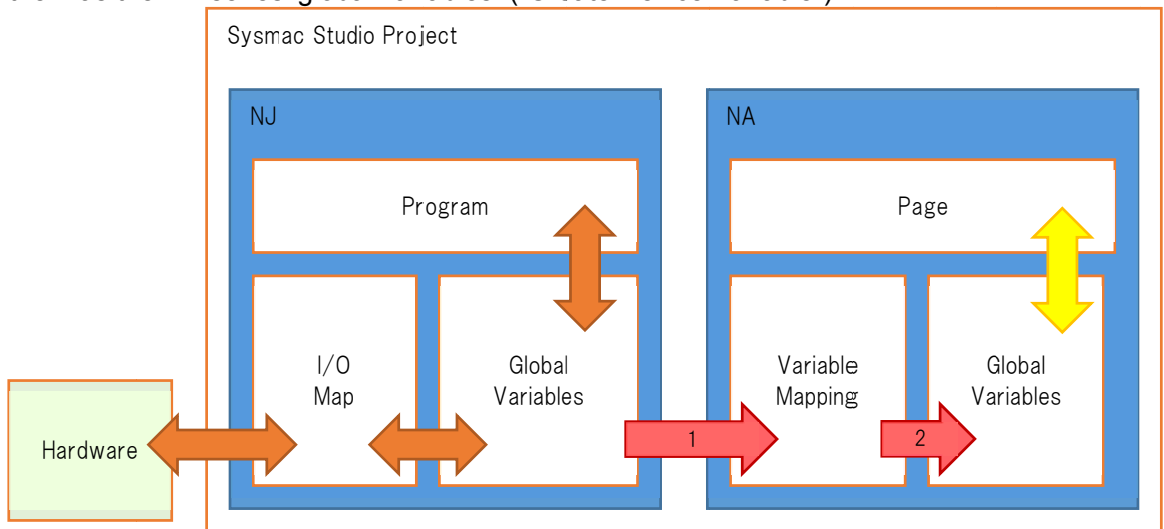 Sysmac Studio Project
NJ
NA
Program
Page
I/O
Map
Global
Variables
Variable
Mapping
Global
Variables
Hardware
1
2